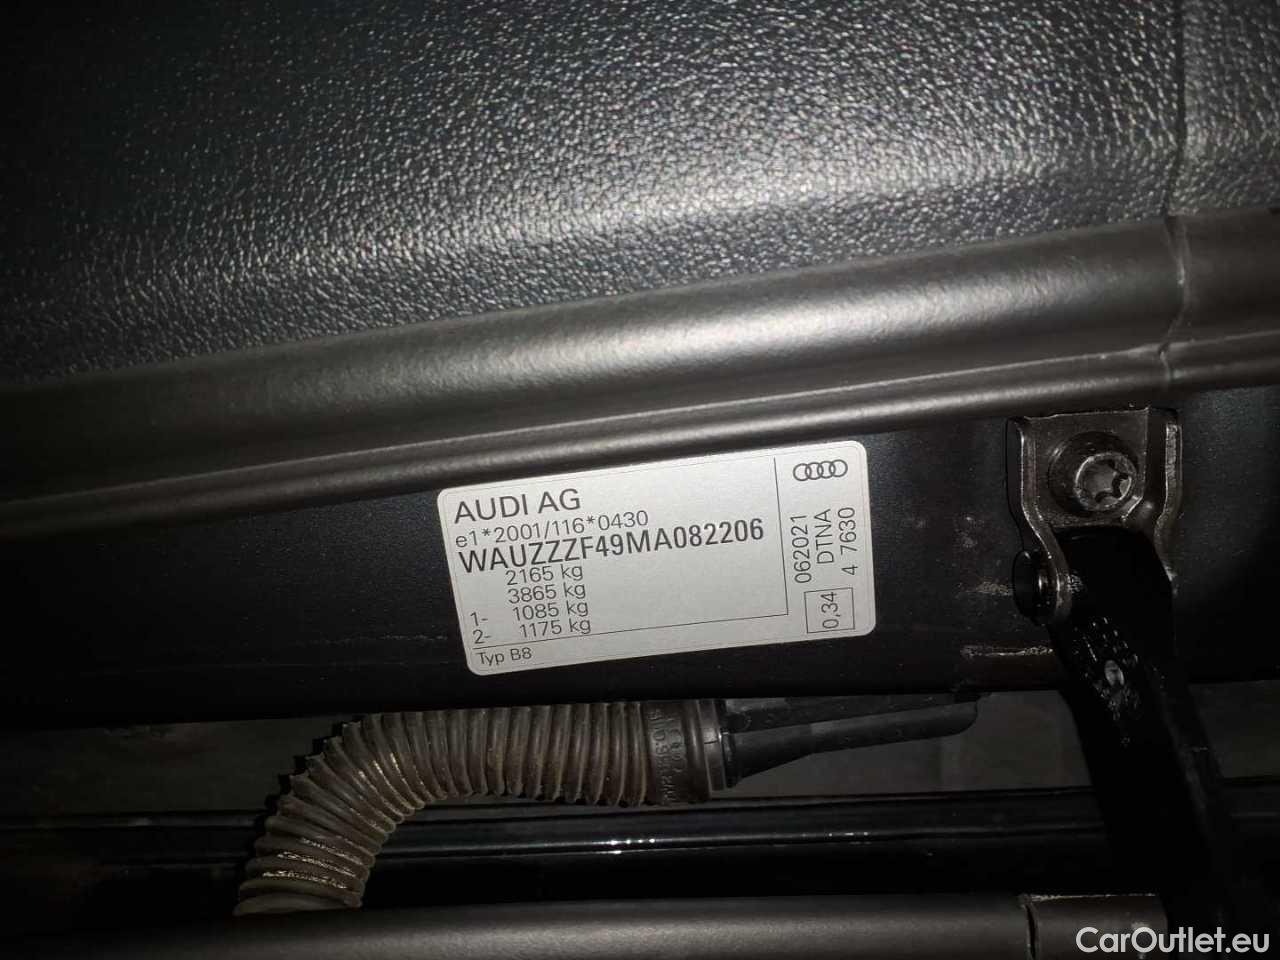 AUDI AG
e1*2001/116*0430
WAUZZZF49MA082206
2165 kg
3865 kg
1- 1085 kg
2- 1175 kg
Typ B8
062021
DTNA
4 7630
0,34
CarOutlet.eu